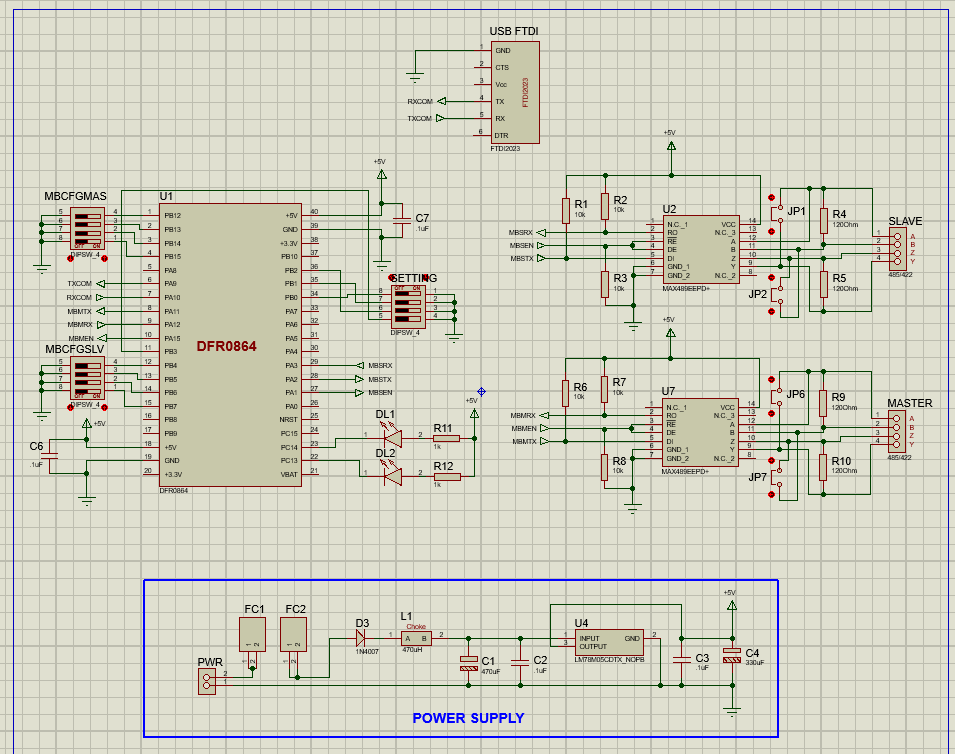 USB FTDI
1 GND
2 CTS
3 Vcc
RXCOM 4 TX
TXCOM 5 RX
6 DTR
FTDI2023
FTDI2023
MBCFGMAS
5 4
6 3
7 2
8 1
OFF ON
DIPSW_4
U1
1 PB12 +5V 40
2 PB13 GND 39
3 PB14 +3.3V 38
4 PB15 PB10 37
5 PA8 PB2 36
TXCOM 6 PA9 PB1 35
RXCOM 7 PA10 PB0 34
MBMTX 8 PA11 PA7 33
MBMRX 9 PA12 PA6 32
MBMEN 10 PA15 PA5 31
11 PB3 PA4 30
12 PB4 PA3 29 MBSRX
13 PB5 PA2 28 MBSTX
14 PB6 PA1 27 MBSEN
15 PB7 PA0 26
16 PB8 NRST 25
17 PB9 PC15 24
18 +5V PC14 23
19 GND PC13 22
20 +3.3V VBAT 21
DFR0864
DFR0864
MBCFGSLV
5 4
6 3
7 2
8 1
OFF ON
DIPSW_4
+5V
C6
.1uF
+5V
C7
.1uF
SETTING
OFF ON
8 1
7 2
6 3
5 4
DIPSW_4
DL1
1 2
R11
1k
DL2
1 2
R12
1k
+5V
+5V
R1
10k
R2
10k
R3
10k
MBSRX
MBSEN
MBSTX
U2
1 N.C._1 VCC 14
2 RO N.C._3 13
3 RE A 12
4 DE B 11
5 DI Z 10
6 GND_1 Y 9
7 GND_2 N.C._2 8
MAX489EEPD+
JP1
JP2
R4
120Ohm
R5
120Ohm
SLAVE
1 A
2 B
3 Z
4 Y
485/422
+5V
R6
10k
R7
10k
R8
10k
MBMRX
MBMEN
MBMTX
U7
1 N.C._1 VCC 14
2 RO N.C._3 13
3 RE A 12
4 DE B 11
5 DI Z 10
6 GND_1 Y 9
7 GND_2 N.C._2 8
MAX489EEPD+
JP6
JP7
R9
120Ohm
R10
120Ohm
MASTER
1 A
2 B
3 Z
4 Y
485/422
FC1
1 2
1 2
FC2
1 2
1 2
PWR
2
1
D3
1N4007
L1
Choke
1 A B 2
470uH
C1
470uF
C2
.1uF
U4
1 INPUT GND 2
3 OUTPUT
LM78M05CDTX_NOPB
C3
.1uF
+5V
C4
330uF
POWER SUPPLY